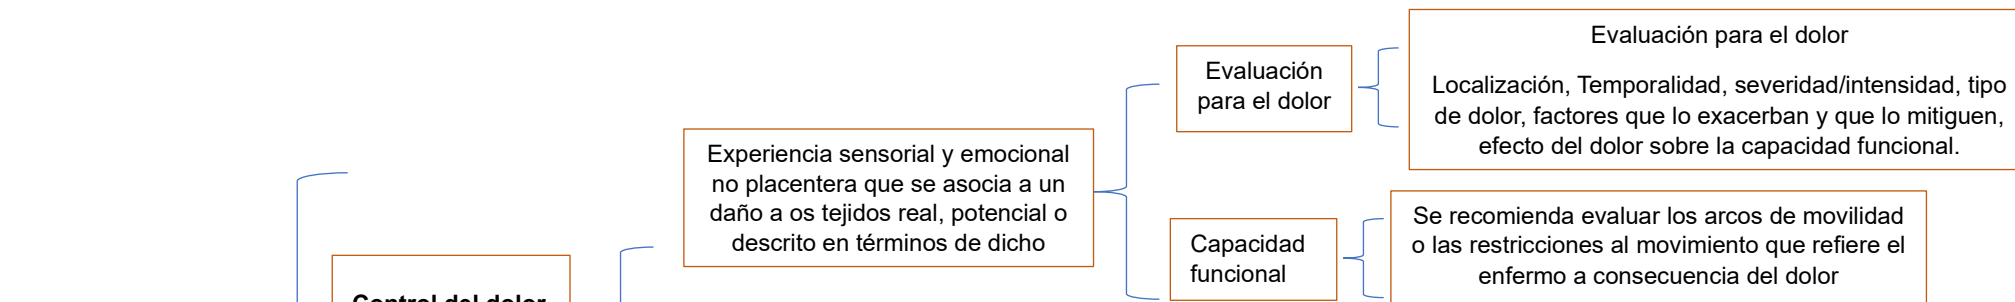 Evaluación para el dolor
Localización, Temporalidad, severidad/intensidad, tipo
de dolor, factores que lo exacerban y que lo mitiguen,
efecto del dolor sobre la capacidad funcional.
Evaluación
para el dolor
Experiencia sensorial y emocional
no placentera que se asocia a un
daño a os tejidos real, potencial o
descrito en términos de dicho
Se recomienda evaluar los arcos de movilidad
o las restricciones al movimiento que refiere el
enfermo a consecuencia del dolor
Capacidad
funcional
Control del dolor